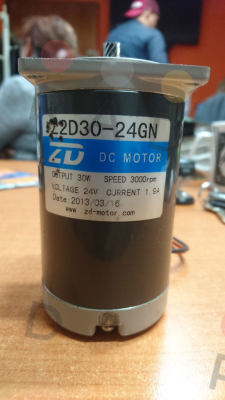 Z2D30-24GN
ZD DC MOTOR
OUTPUT 30W SPEED 3000rpm
VOLTAGE 24V CURRENT 1.9A
Date 2013/03/16
www.zd-motor.com